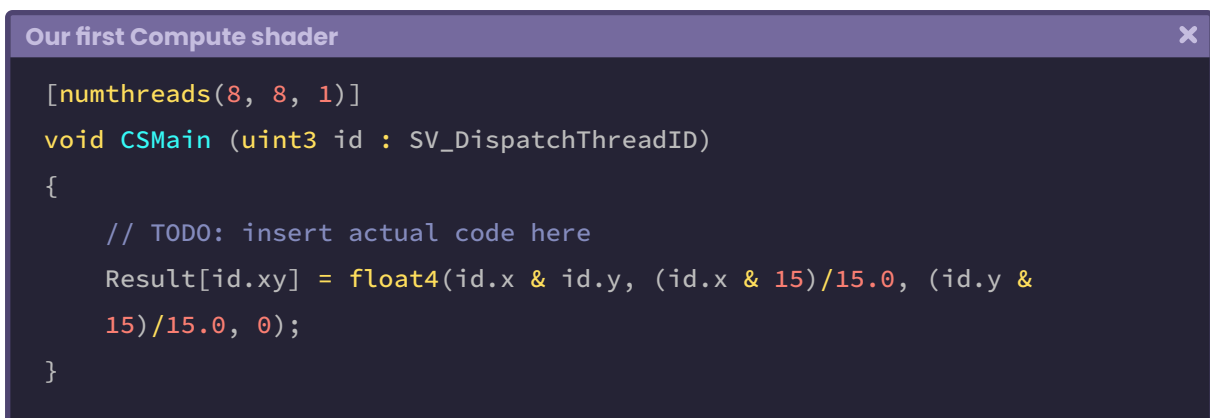 Our first Compute shader
[numthreads(8, 8, 1)]
void CSMain (uint3 id : SV_DispatchThreadID)
{
// TODO: insert actual code here
Result[id.xy] = float4(id.x & id.y, (id.x & 15)/15.0, (id.y &
15)/15.0, 0);
}